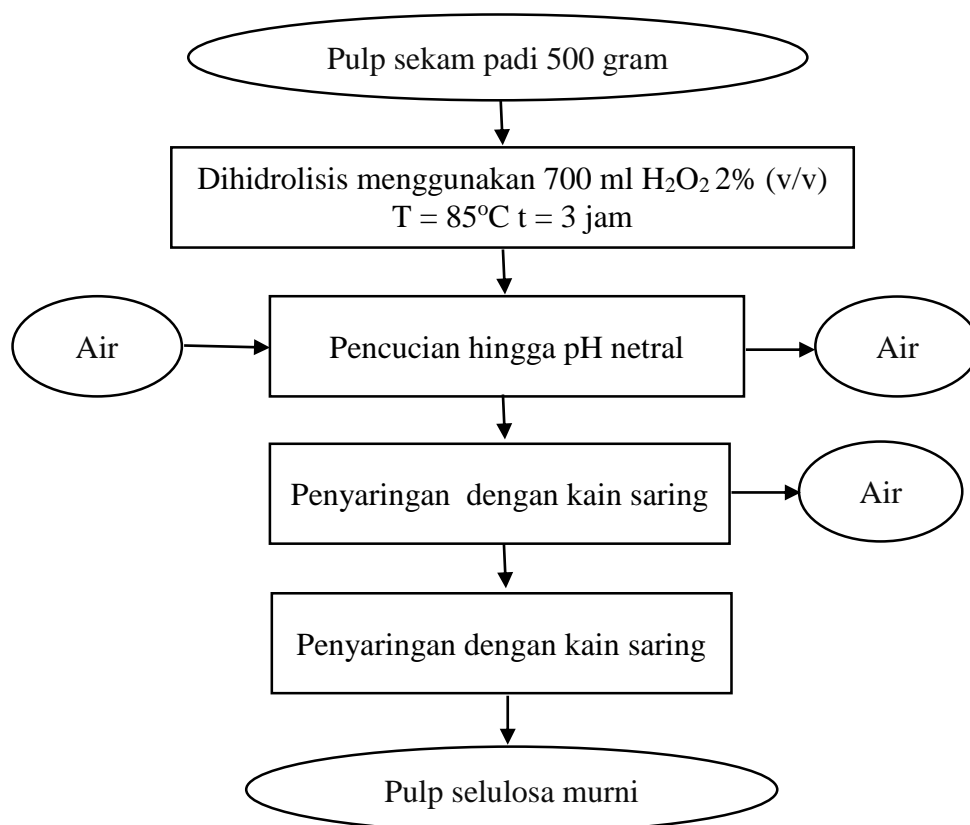 Pulp sekam padi 500 gram
Dihidrolisis menggunakan 700 ml H₂O₂ 2% (v/v)
T = 85°C t = 3 jam
Air
Pencucian hingga pH netral
Air
Penyaringan dengan kain saring
Air
Penyaringan dengan kain saring
Pulp selulosa murni